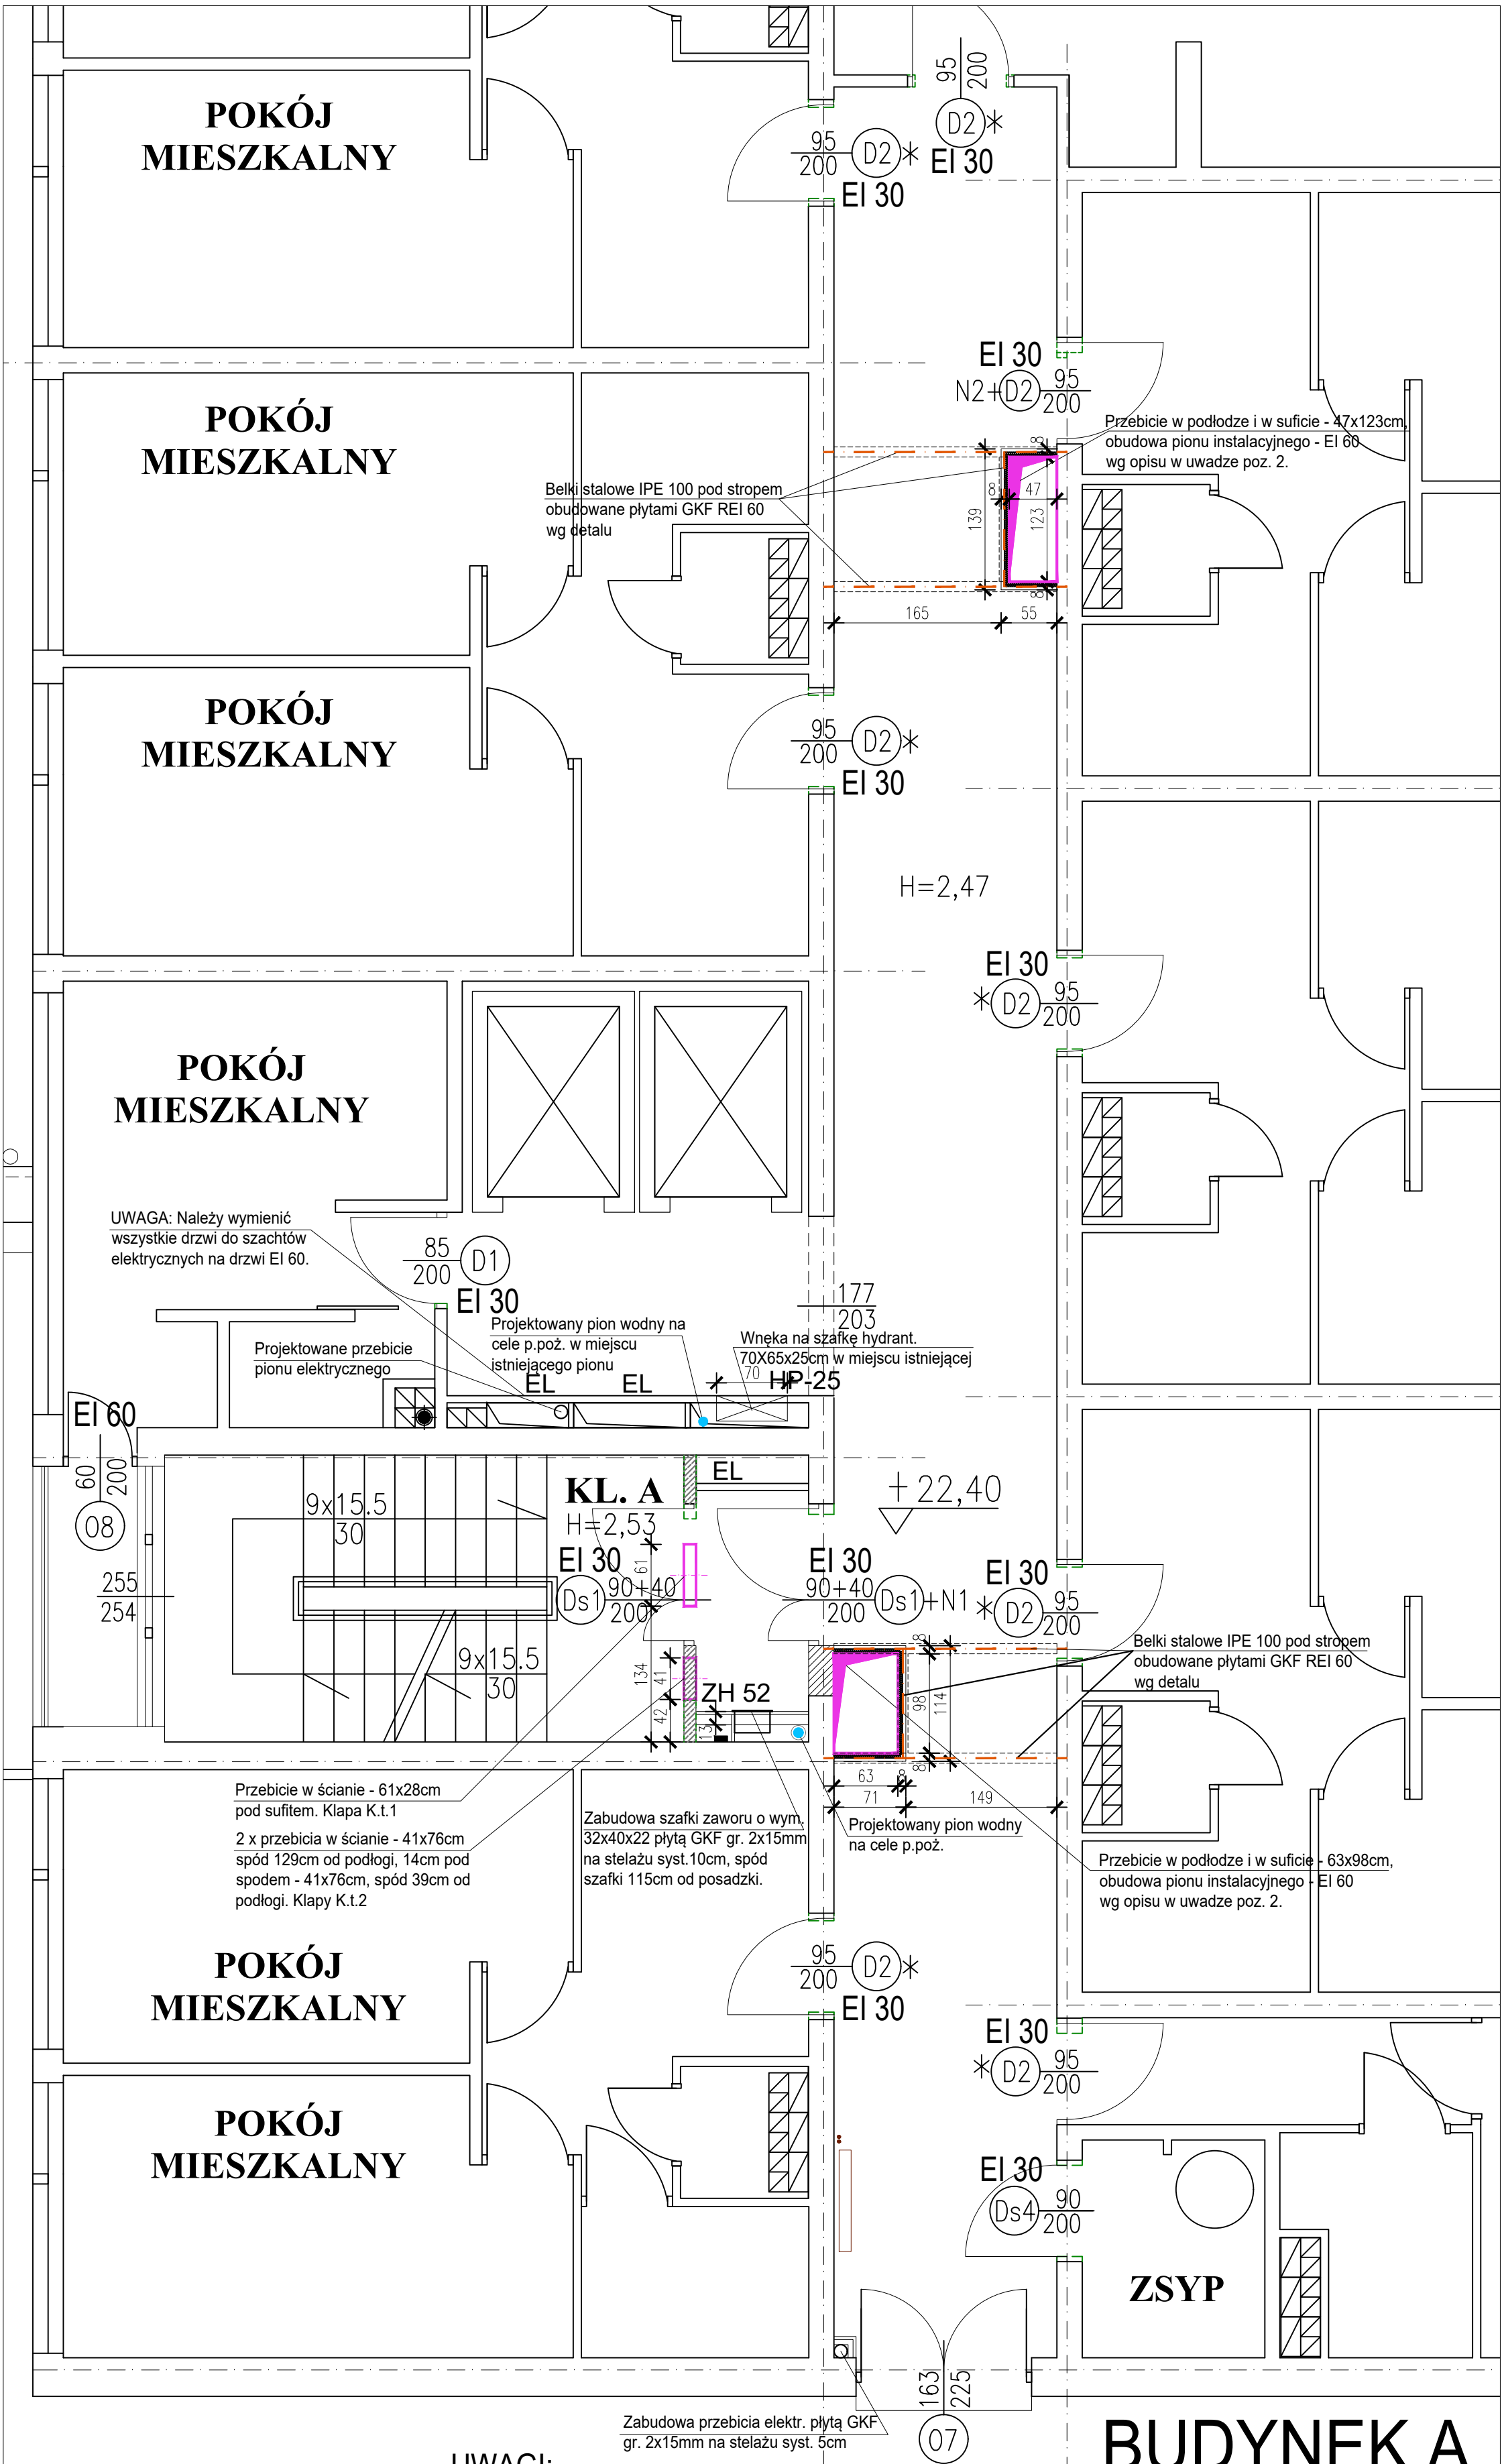 POKÓJ
MIESZKALNY
95
200
D2
*
EI 30
95
200
D2
*
EI 30
POKÓJ
MIESZKALNY
EI 30
N2+D2
95
200
Przebicie w podłodze i w suficie - 47x123cm,
obudowa pionu instalacyjnego - EI 60
wg opisu w uwadze poz. 2.
Belki stalowe IPE 100 pod stropem
obudowane płytami GKF REI 60
wg detalu
8
8
47
139
123
8
165
55
POKÓJ
MIESZKALNY
95
200
D2
*
EI 30
H=2,47
EI 30
*
D2
95
200
POKÓJ
MIESZKALNY
UWAGA: Należy wymienić
wszystkie drzwi do szachtów
elektrycznych na drzwi EI 60.
85
200
D1
EI 30
177
203
Projektowane przebicie
pionu elektrycznego
Projektowany pion wodny na
cele p.poż. w miejscu
istniejącego pionu
Wnęka na szafkę hydrant.
70X65x25cm w miejscu istniejącej
70
HP-25
EL
EL
EI 60
60
200
08
EL
KL. A
H=2,53
+22,40
9x15.5
30
255
254
EI 30
Ds1
90+40
200
61
EI 30
90+40
200
Ds1+N1
EI 30
*
D2
95
200
9x15.5
30
134
41
42
13
ZH 52
8
98
114
8
Belki stalowe IPE 100 pod stropem
obudowane płytami GKF REI 60
wg detalu
63
8
71
149
Przebicie w ścianie - 61x28cm
pod sufitem. Klapa K.t.1
2 x przebicia w ścianie - 41x76cm
spód 129cm od podłogi, 14cm pod
spodem - 41x76cm, spód 39cm od
podłogi. Klapy K.t.2
Zabudowa szafki zaworu o wym.
32x40x22 płytą GKF gr. 2x15mm
na stelażu syst.10cm, spód
szafki 115cm od posadzki.
Projektowany pion wodny
na cele p.poż.
Przebicie w podłodze i w suficie - 63x98cm,
obudowa pionu instalacyjnego - EI 60
wg opisu w uwadze poz. 2.
POKÓJ
MIESZKALNY
95
200
D2
*
EI 30
EI 30
*
D2
95
200
POKÓJ
MIESZKALNY
EI 30
Ds4
90
200
ZSYP
163
225
07
Zabudowa przebicia elektr. płytą GKF
gr. 2x15mm na stelażu syst. 5cm
UWAGI:
BUDYNEK A